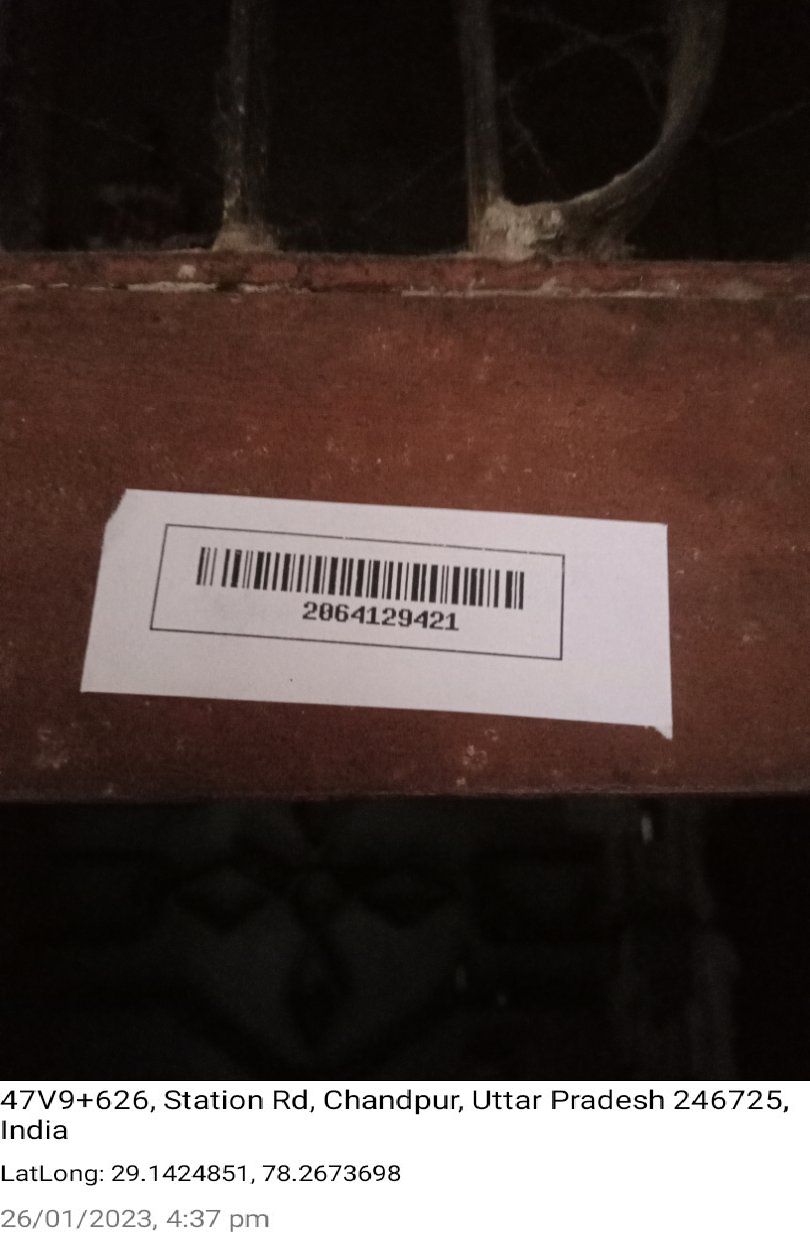 2064129421
47V9+626, Station Rd, Chandpur, Uttar Pradesh 246725,
India
LatLong: 29.1424851, 78.2673698
26/01/2023, 4:37 pm